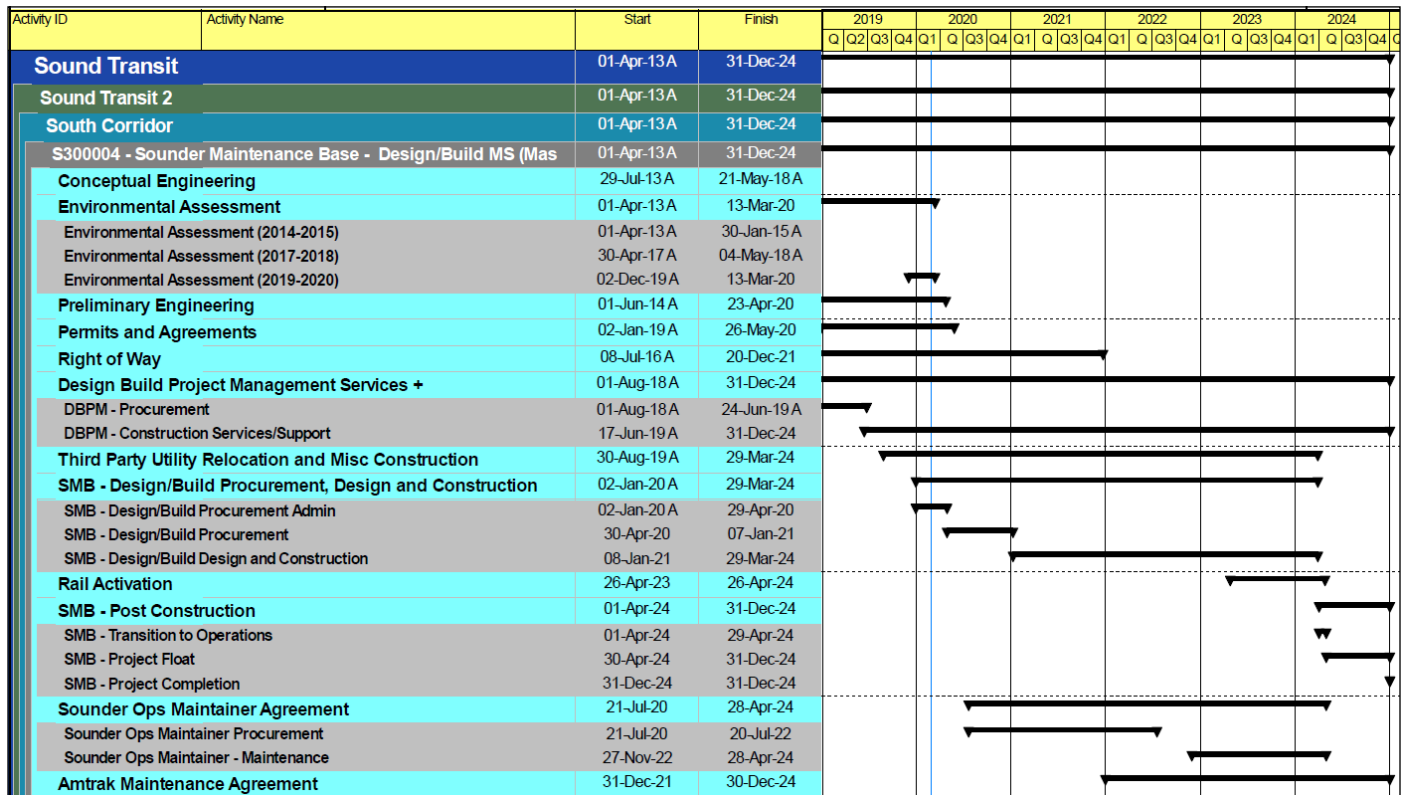 Activity ID Activity Name Start Finish 2019 2020 2021 2022 2023 2024
Q Q2 Q3 Q4 Q1 Q Q3 Q4 Q1 Q Q3 Q4 Q1 Q Q3 Q4 Q1 Q Q3 Q4 Q1 Q Q3 Q4
Sound Transit 01-Apr-13 A 31-Dec-24
Sound Transit 2 01-Apr-13 A 31-Dec-24
South Corridor 01-Apr-13 A 31-Dec-24
S300004 - Sounder Maintenance Base - Design/Build MS (Mas 01-Apr-13 A 31-Dec-24
Conceptual Engineering 29-Jul-13 A 21-May-18 A
Environmental Assessment 01-Apr-13 A 13-Mar-20
Environmental Assessment (2014-2015) 01-Apr-13 A 30-Jan-15 A
Environmental Assessment (2017-2018) 30-Apr-17 A 04-May-18 A
Environmental Assessment (2019-2020) 02-Dec-19 A 13-Mar-20
Preliminary Engineering 01-Jun-14 A 23-Apr-20
Permits and Agreements 02-Jan-19 A 26-May-20
Right of Way 08-Jul-16 A 20-Dec-21
Design Build Project Management Services + 01-Aug-18 A 31-Dec-24
DBPM - Procurement 01-Aug-18 A 24-Jun-19 A
DBPM - Construction Services/Support 17-Jun-19 A 31-Dec-24
Third Party Utility Relocation and Misc Construction 30-Aug-19 A 29-Mar-24
SMB - Design/Build Procurement, Design and Construction 02-Jan-20 A 29-Mar-24
SMB - Design/Build Procurement Admin 02-Jan-20 A 29-Apr-20
SMB - Design/Build Procurement 30-Apr-20 07-Jan-21
SMB - Design/Build Design and Construction 08-Jan-21 29-Mar-24
Rail Activation 26-Apr-23 26-Apr-24
SMB - Post Construction 01-Apr-24 31-Dec-24
SMB - Transition to Operations 01-Apr-24 29-Apr-24
SMB - Project Float 30-Apr-24 31-Dec-24
SMB - Project Completion 31-Dec-24 31-Dec-24
Sounder Ops Maintainer Agreement 21-Jul-20 28-Apr-24
Sounder Ops Maintainer Procurement 21-Jul-20 20-Jul-22
Sounder Ops Maintainer - Maintenance 27-Nov-22 28-Apr-24
Amtrak Maintenance Agreement 31-Dec-21 30-Dec-24